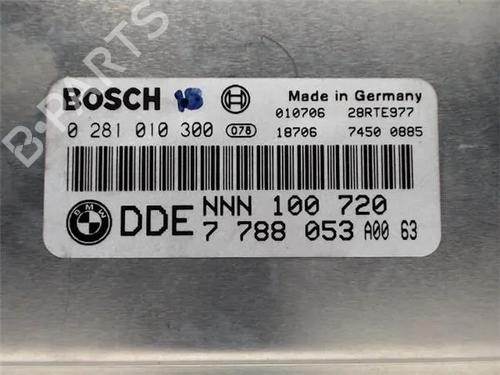 B-PARTS
BOSCH
Made in Germany
010706 28RTE977
0 281 010 300 078 18706 7450 0885
BMW DDE NNN 100 720
7 788 053 A00 63